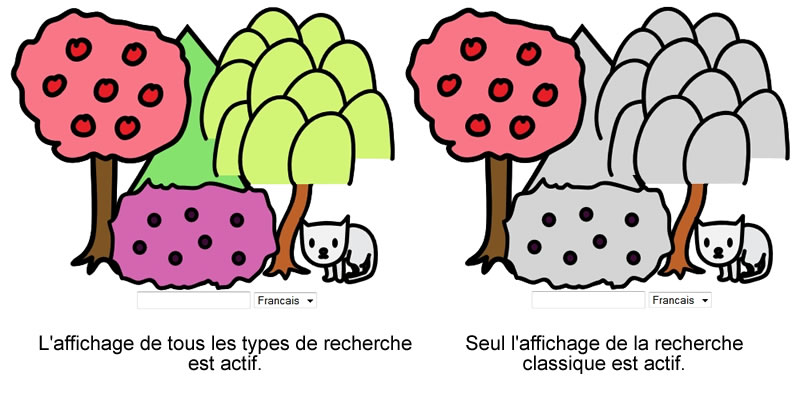 Francais
Francais
L'affichage de tous les types de recherche
est actif.
Seul l'affichage de la recherche
classique est actif.